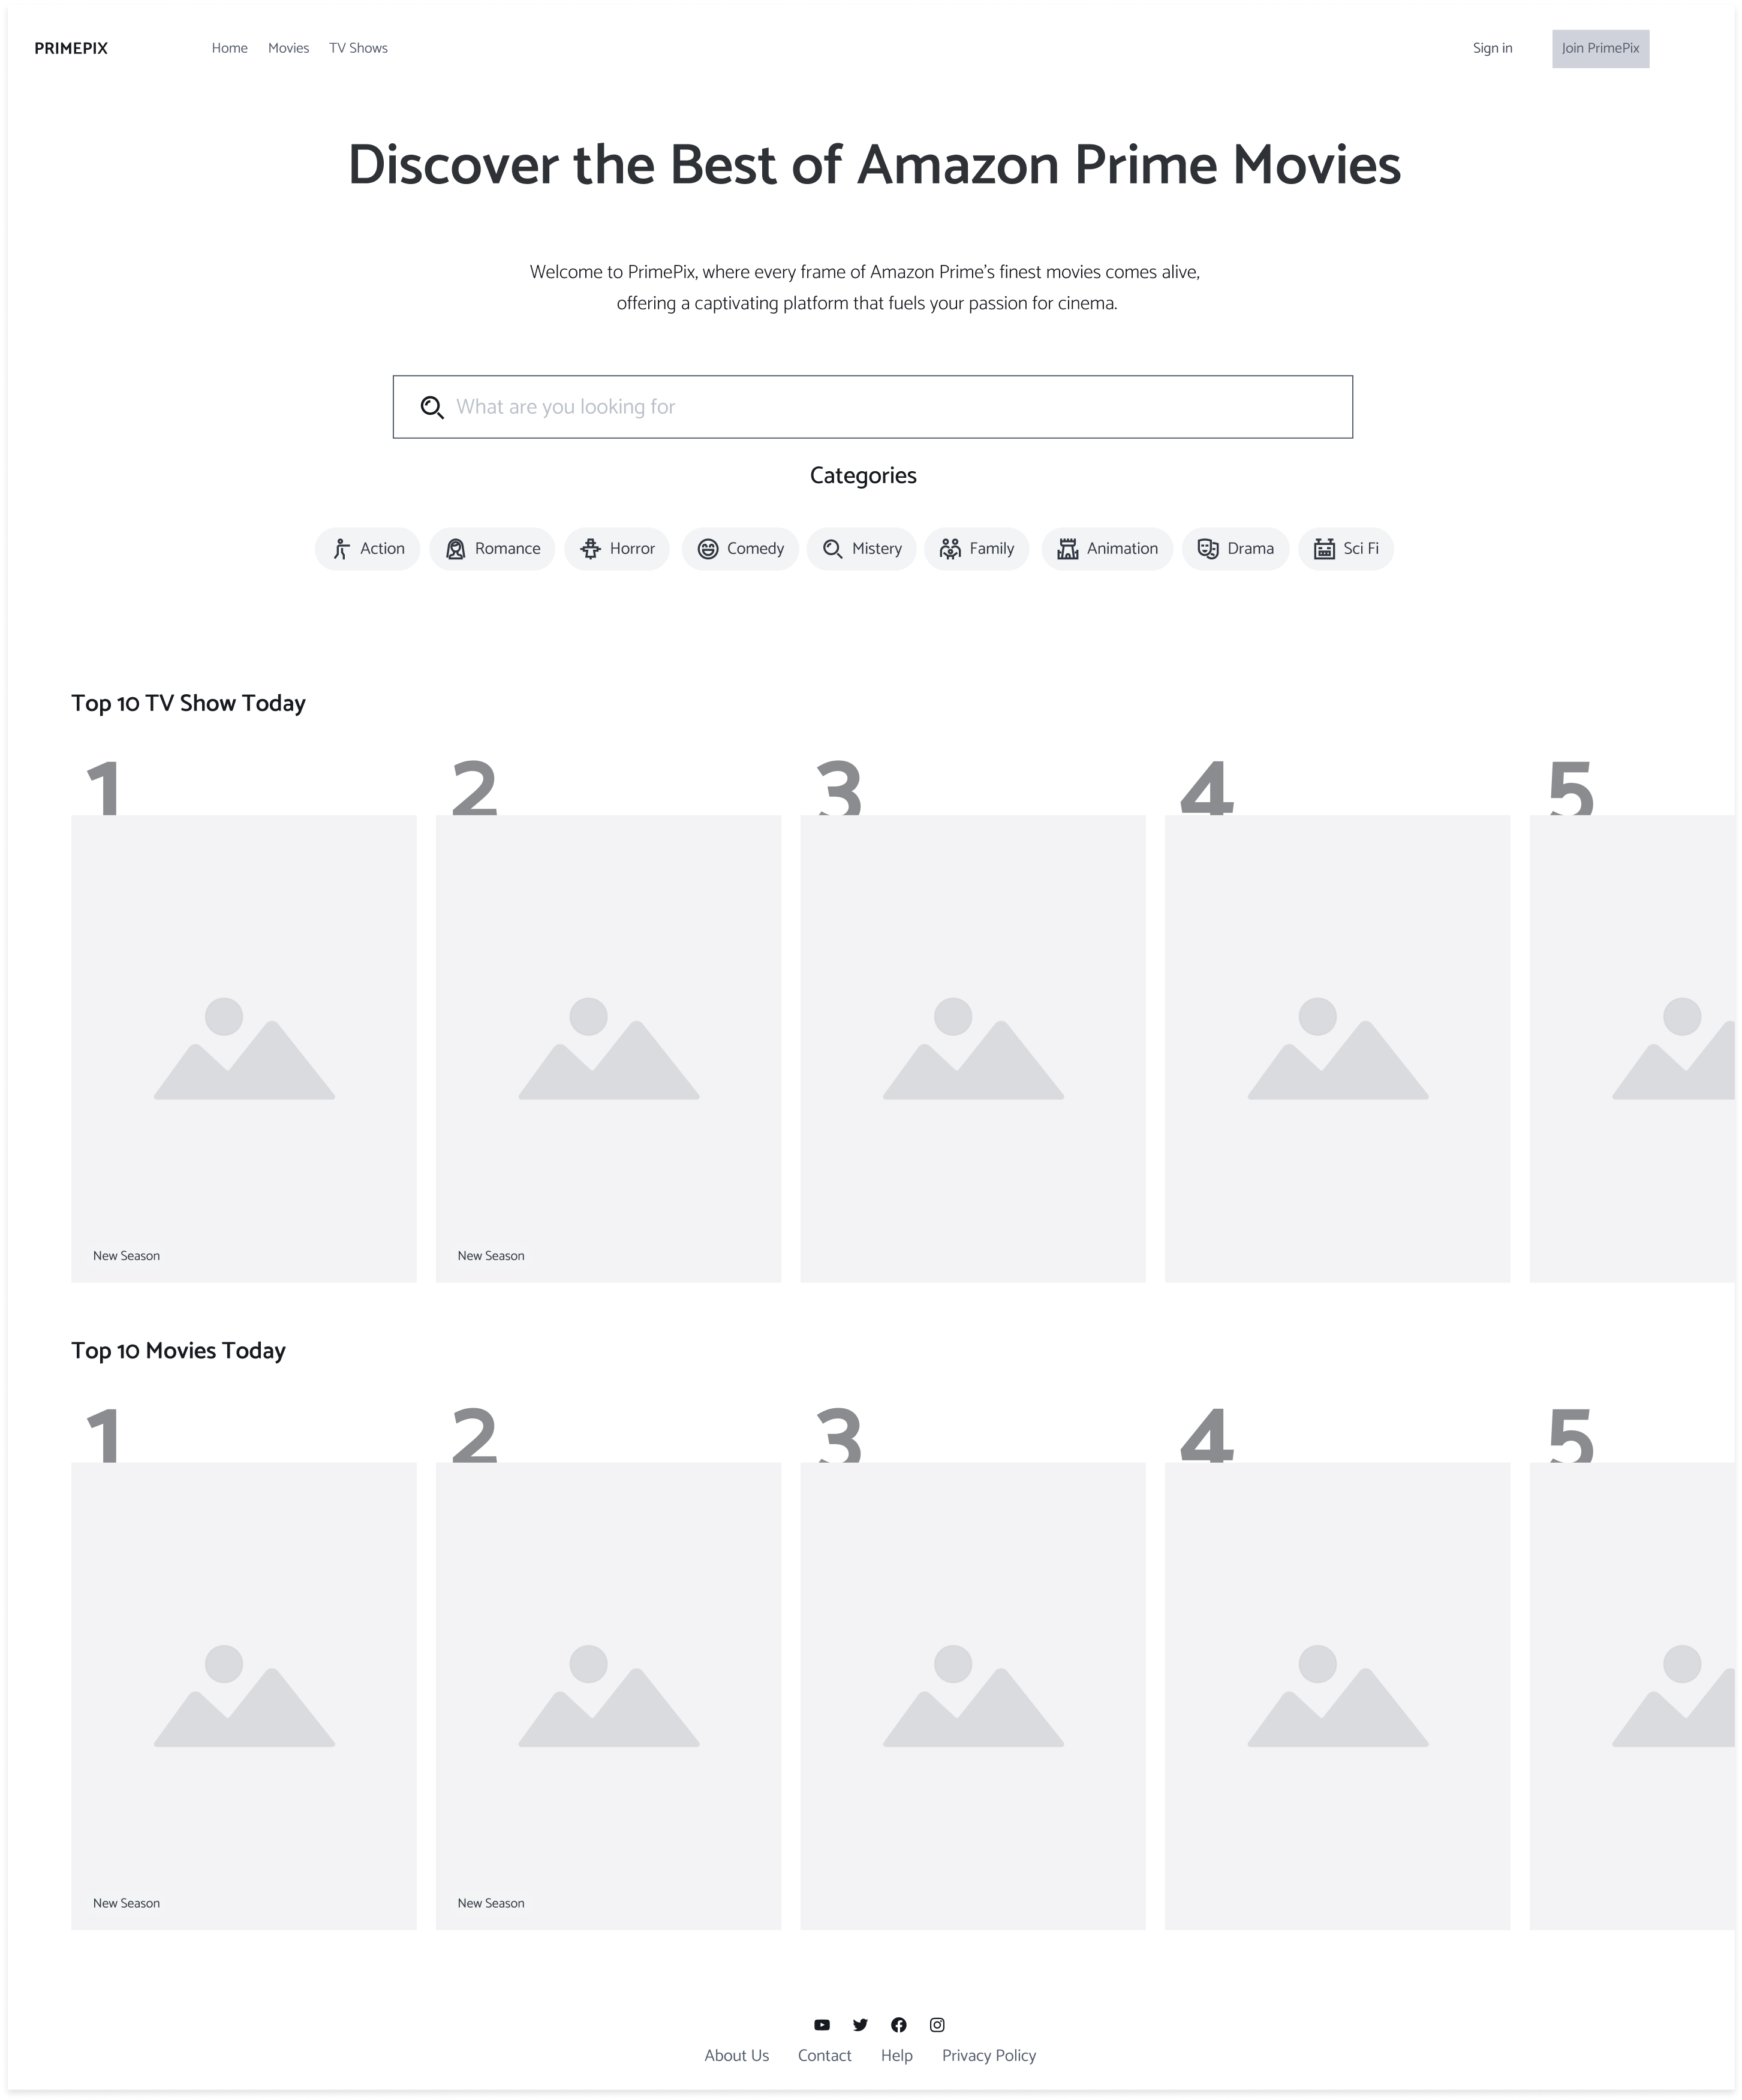 PRIMEPIX Home Movies TV Shows Sign in Join PrimePix
Discover the Best of Amazon Prime Movies
Welcome to PrimePix, where every frame of Amazon Prime’s finest movies comes alive,
offering a captivating platform that fuels your passion for cinema.
What are you looking for
Categories
Action Romance Horror Comedy Mistery Family Animation Drama Sci Fi
Top 10 TV Show Today
1 2 3 4 5
New Season New Season
Top 10 Movies Today
1 2 3 4 5
New Season New Season
About Us Contact Help Privacy Policy